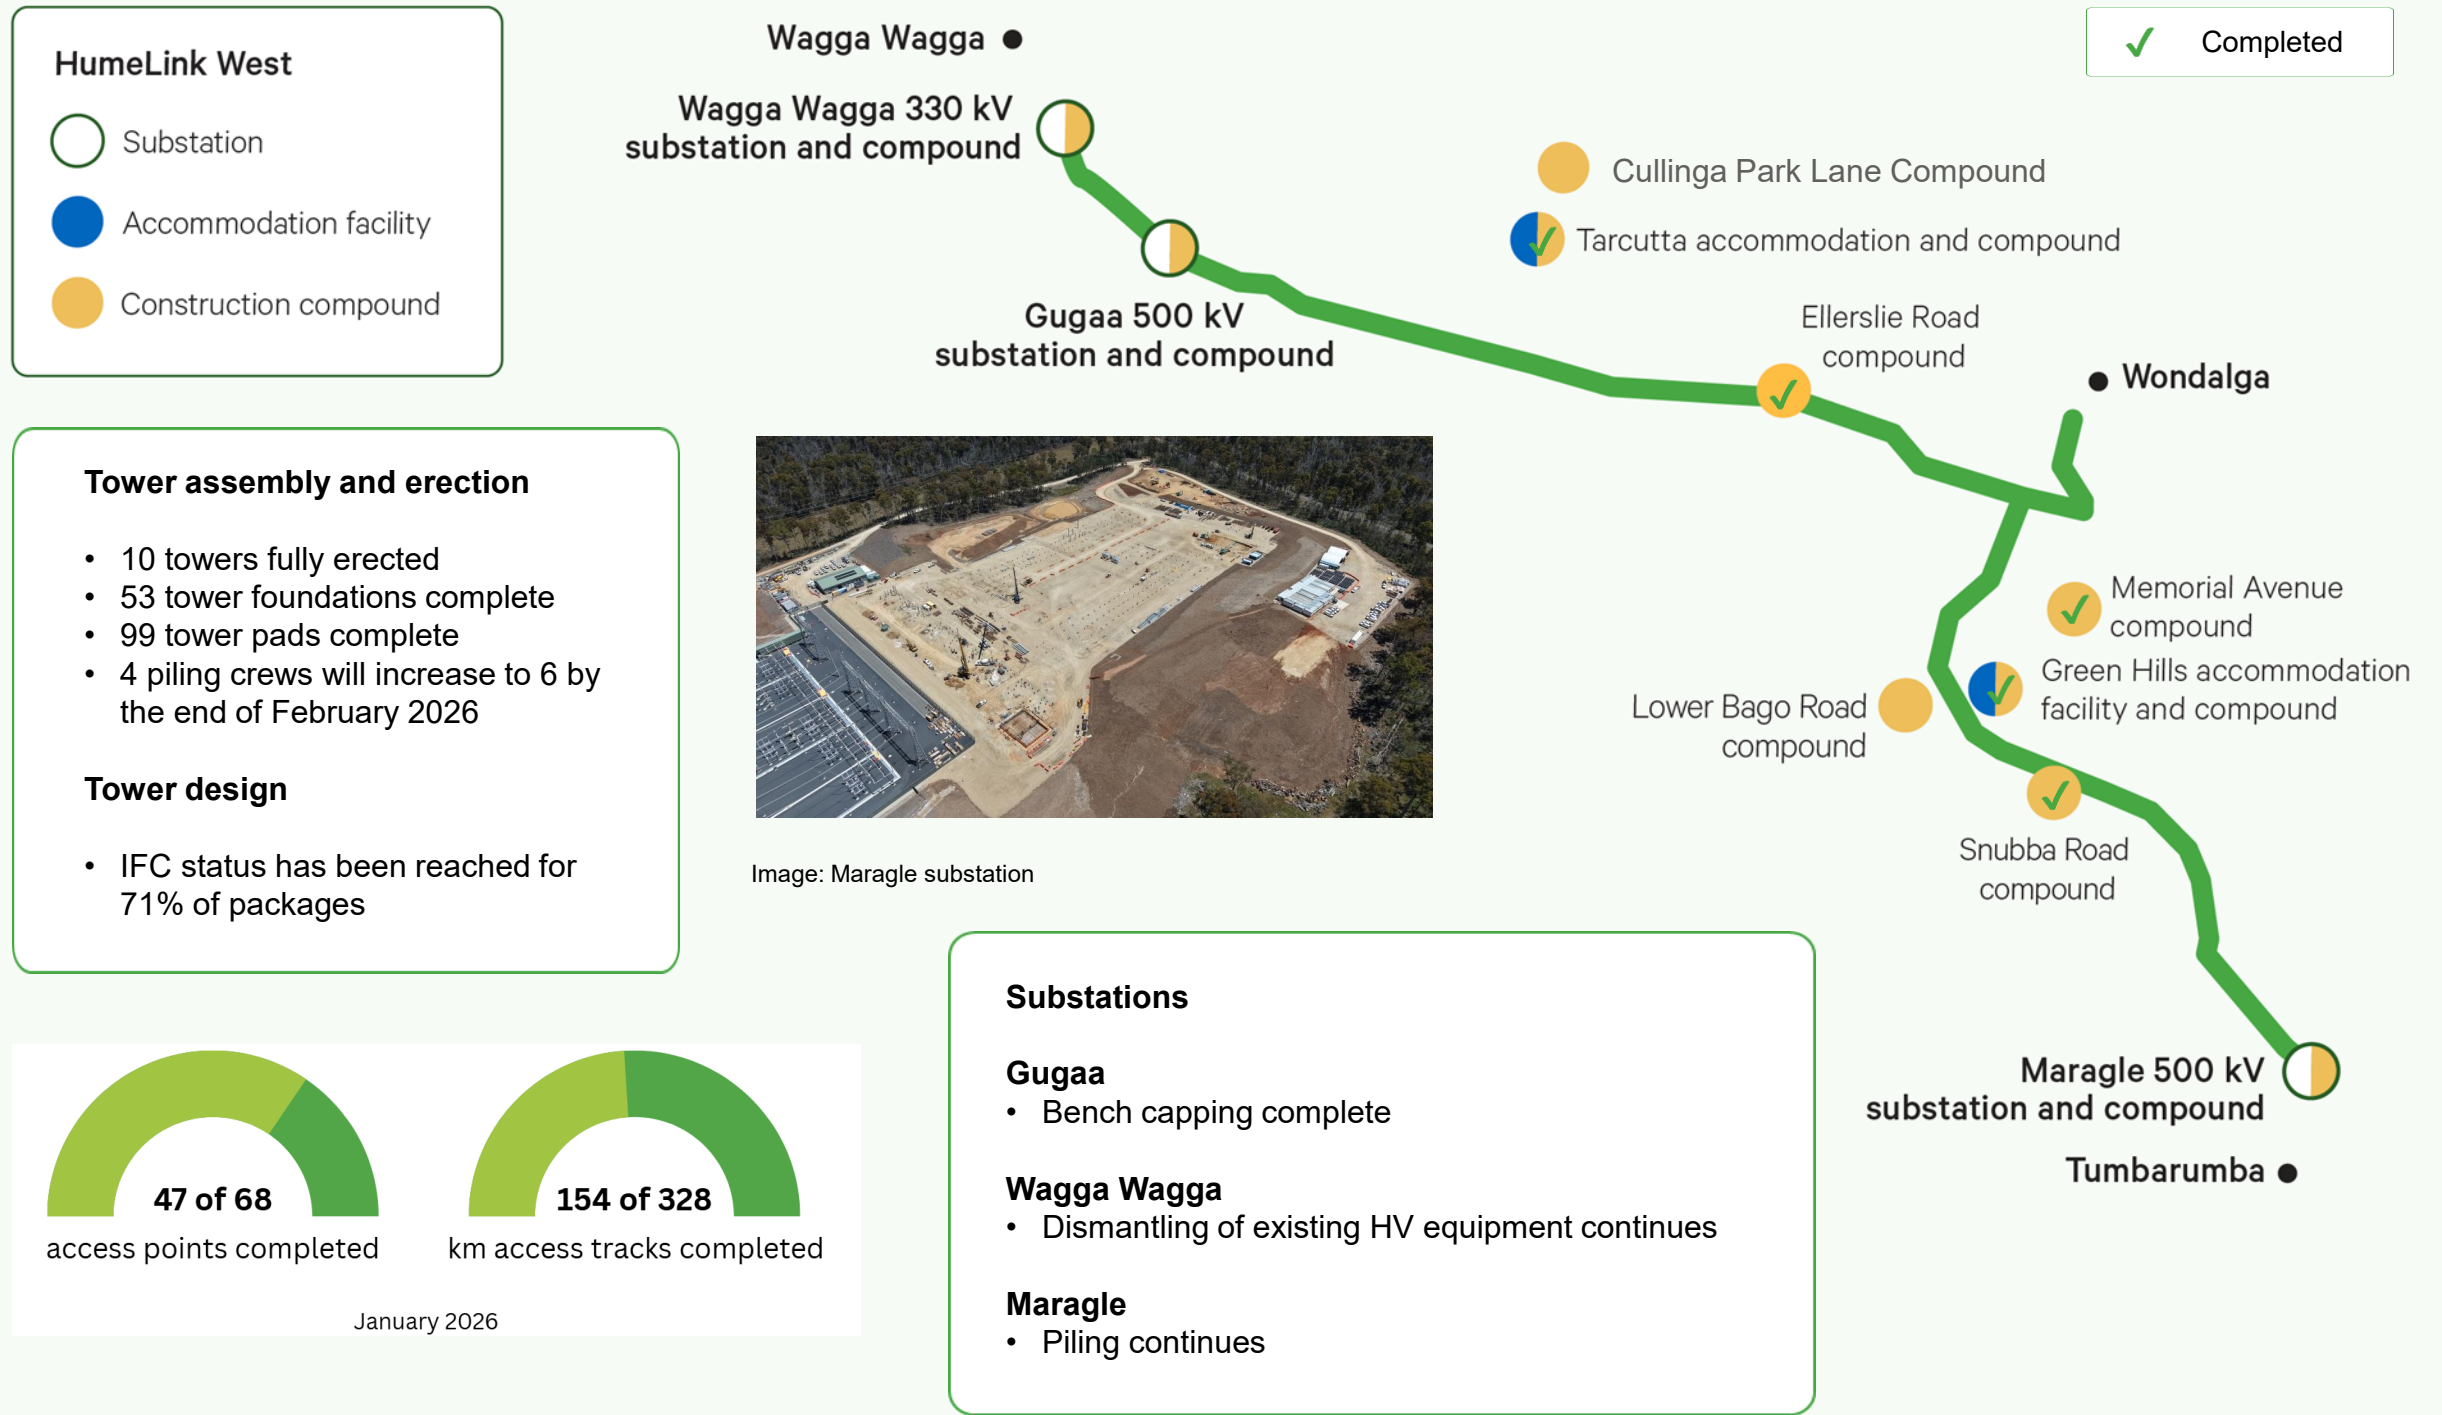 HumeLink West
Substation
Accommodation facility
Construction compound
Wagga Wagga
Wagga Wagga 330 kV
substation and compound
Gugaa 500 kV
substation and compound
Completed
Cullinga Park Lane Compound
Tarcutta accommodation and compound
Ellerslie Road
compound
Wondalga
Memorial Avenue
compound
Green Hills accommodation
facility and compound
Lower Bago Road
compound
Snubba Road
compound
Maragle 500 kV
substation and compound
Tumbarumba
Tower assembly and erection
• 10 towers fully erected
• 53 tower foundations complete
• 99 tower pads complete
• 4 piling crews will increase to 6 by
the end of February 2026
Tower design
• IFC status has been reached for
71% of packages
Image: Maragle substation
47 of 68
access points completed
154 of 328
km access tracks completed
January 2026
Substations
Gugaa
• Bench capping complete
Wagga Wagga
• Dismantling of existing HV equipment continues
Maragle
• Piling continues